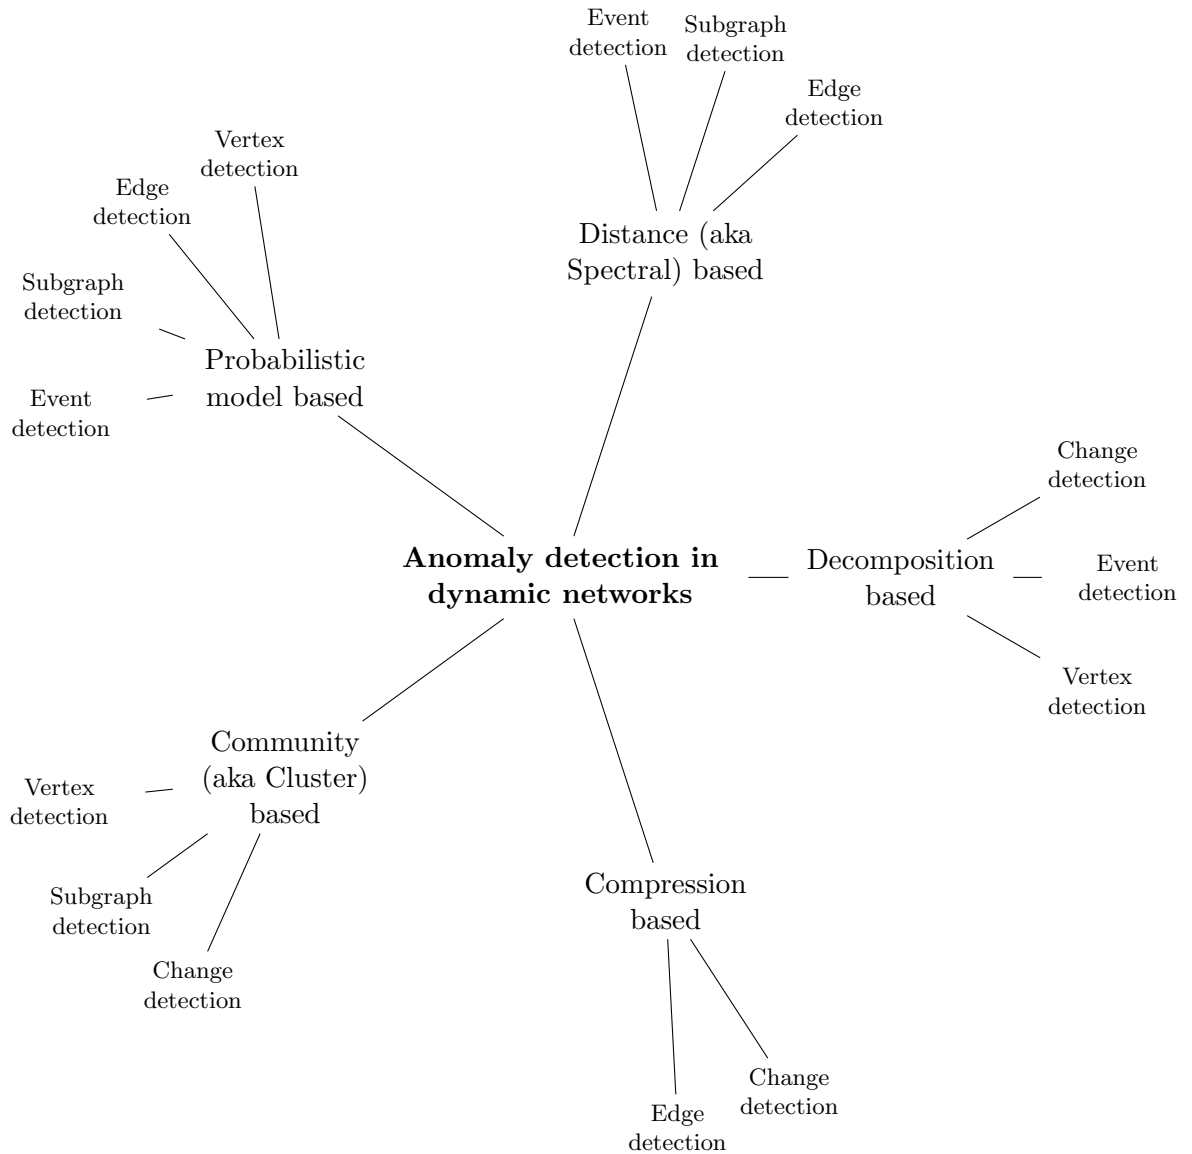 Event
detection
Subgraph
detection
Edge
detection
Distance (aka
Spectral) based
Vertex
detection
Edge
detection
Subgraph
detection
Event
detection
Probabilistic
model based
Anomaly detection in
dynamic networks
Decomposition
based
Change
detection
Event
detection
Vertex
detection
Community
(aka Cluster)
based
Vertex
detection
Subgraph
detection
Change
detection
Compression
based
Change
detection
Edge
detection